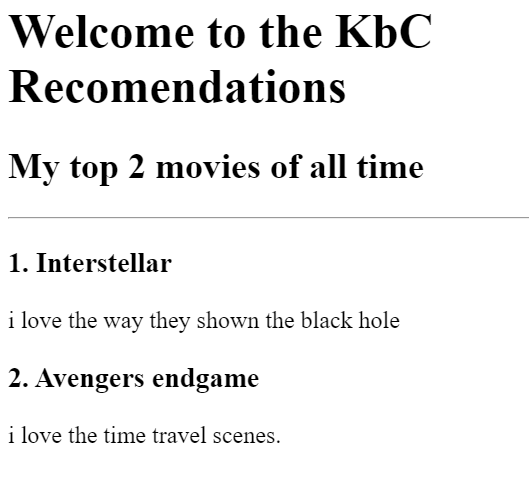 Welcome to the KbC
Recomendations
My top 2 movies of all time
1. Interstellar
i love the way they shown the black hole
2. Avengers endgame
i love the time travel scenes.